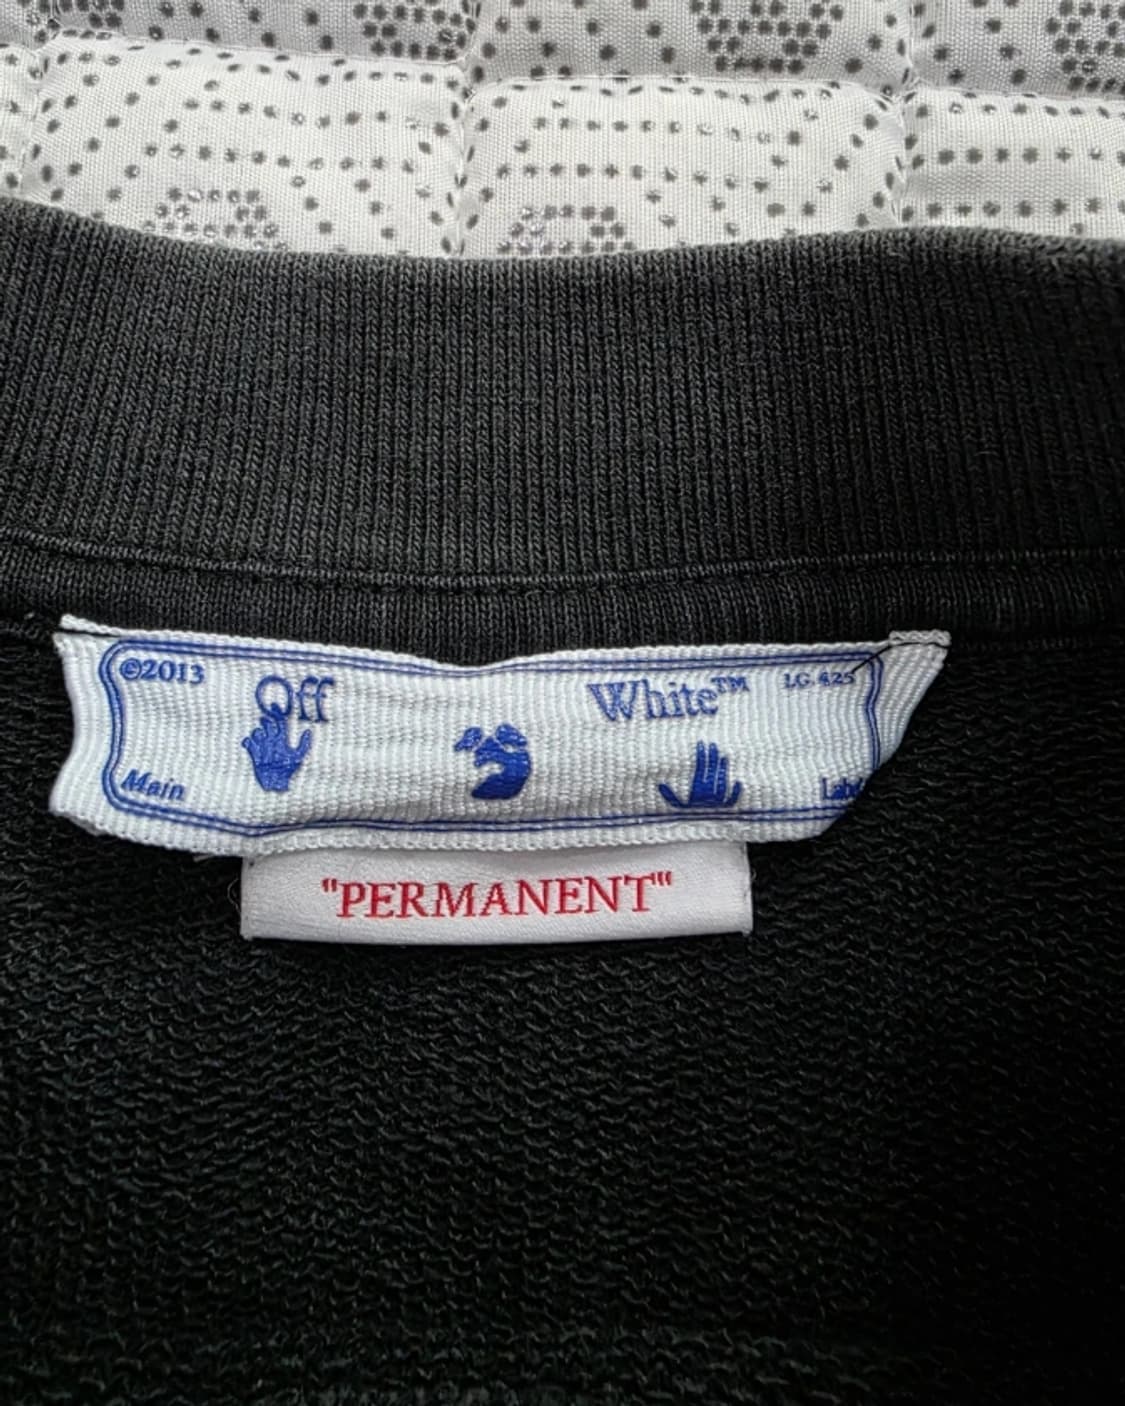 ©2013
Off White™
LG. 425
Main
Label
"PERMANENT"